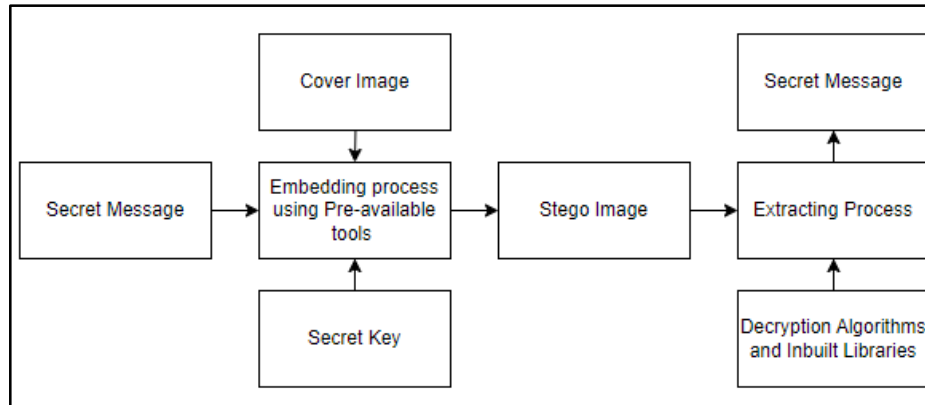 Cover Image
Secret Message
Secret Message
Embedding process
using Pre-available
tools
Stego Image
Extracting Process
Secret Key
Decryption Algorithms
and Inbuilt Libraries